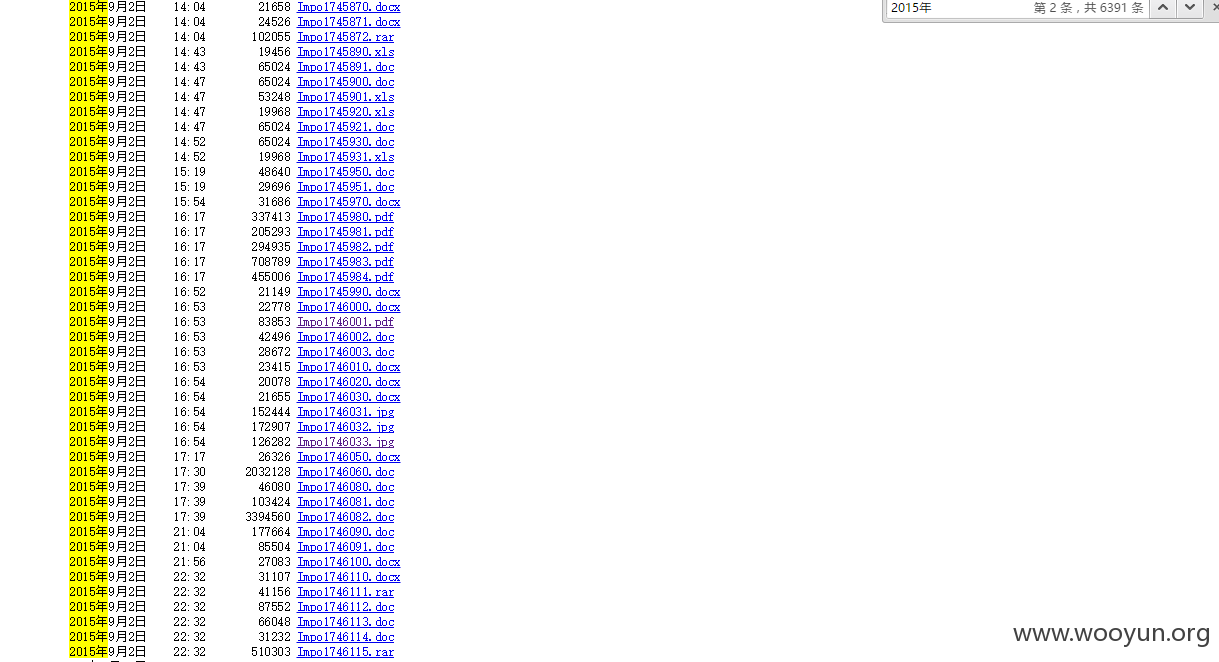 2015年 第 2 条，共 6391 条
2015年9月2日 14:04 21658 Impo1745870.docx
2015年9月2日 14:04 24526 Impo1745871.docx
2015年9月2日 14:04 102055 Impo1745872.rar
2015年9月2日 14:43 19456 Impo1745890.xls
2015年9月2日 14:43 65024 Impo1745891.doc
2015年9月2日 14:47 65024 Impo1745900.doc
2015年9月2日 14:47 53248 Impo1745901.xls
2015年9月2日 14:47 19968 Impo1745920.xls
2015年9月2日 14:47 65024 Impo1745921.doc
2015年9月2日 14:52 65024 Impo1745930.doc
2015年9月2日 14:52 19968 Impo1745931.xls
2015年9月2日 15:19 48640 Impo1745950.doc
2015年9月2日 15:19 29696 Impo1745951.doc
2015年9月2日 15:54 31686 Impo1745970.docx
2015年9月2日 16:17 337413 Impo1745980.pdf
2015年9月2日 16:17 205293 Impo1745981.pdf
2015年9月2日 16:17 294935 Impo1745982.pdf
2015年9月2日 16:17 708789 Impo1745983.pdf
2015年9月2日 16:17 455006 Impo1745984.pdf
2015年9月2日 16:52 21149 Impo1745990.docx
2015年9月2日 16:53 22778 Impo1746000.docx
2015年9月2日 16:53 83853 Impo1746001.pdf
2015年9月2日 16:53 42496 Impo1746002.doc
2015年9月2日 16:53 28672 Impo1746003.doc
2015年9月2日 16:53 23415 Impo1746010.docx
2015年9月2日 16:54 20078 Impo1746020.docx
2015年9月2日 16:54 21655 Impo1746030.docx
2015年9月2日 16:54 152444 Impo1746031.jpg
2015年9月2日 16:54 172907 Impo1746032.jpg
2015年9月2日 16:54 126282 Impo1746033.jpg
2015年9月2日 17:17 26326 Impo1746050.docx
2015年9月2日 17:30 2032128 Impo1746060.doc
2015年9月2日 17:39 46080 Impo1746080.doc
2015年9月2日 17:39 103424 Impo1746081.doc
2015年9月2日 17:39 3394560 Impo1746082.doc
2015年9月2日 21:04 177664 Impo1746090.doc
2015年9月2日 21:04 85504 Impo1746091.doc
2015年9月2日 21:56 27083 Impo1746100.docx
2015年9月2日 22:32 31107 Impo1746110.docx
2015年9月2日 22:32 41156 Impo1746111.rar
2015年9月2日 22:32 87552 Impo1746112.doc
2015年9月2日 22:32 66048 Impo1746113.doc
2015年9月2日 22:32 31232 Impo1746114.doc
2015年9月2日 22:32 510303 Impo1746115.rar
www.wooyun.org